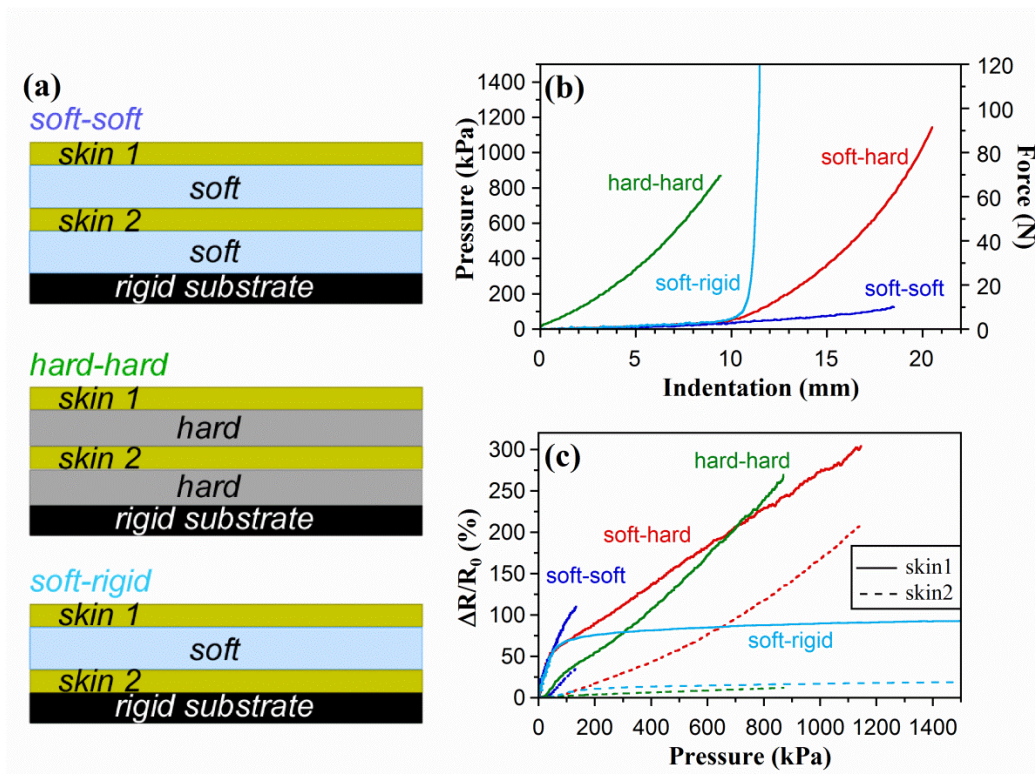 (a)
soft-soft
skin 1
soft
skin 2
soft
rigid substrate
hard-hard
skin 1
hard
skin 2
hard
rigid substrate
soft-rigid
skin 1
soft
skin 2
rigid substrate
(b)
Pressure (kPa)
1400
1200
1000
800
600
400
200
0
hard-hard
soft-hard
soft-rigid
soft-soft
120
100
80
60
40
20
0
Force (N)
0 5 10 15 20
Indentation (mm)
(c)
ΔR/R₀ (%)
300
250
200
150
100
50
0
hard-hard
soft-hard
soft-soft
soft-rigid
skin1
skin2
0 200 400 600 800 1000 1200 1400
Pressure (kPa)